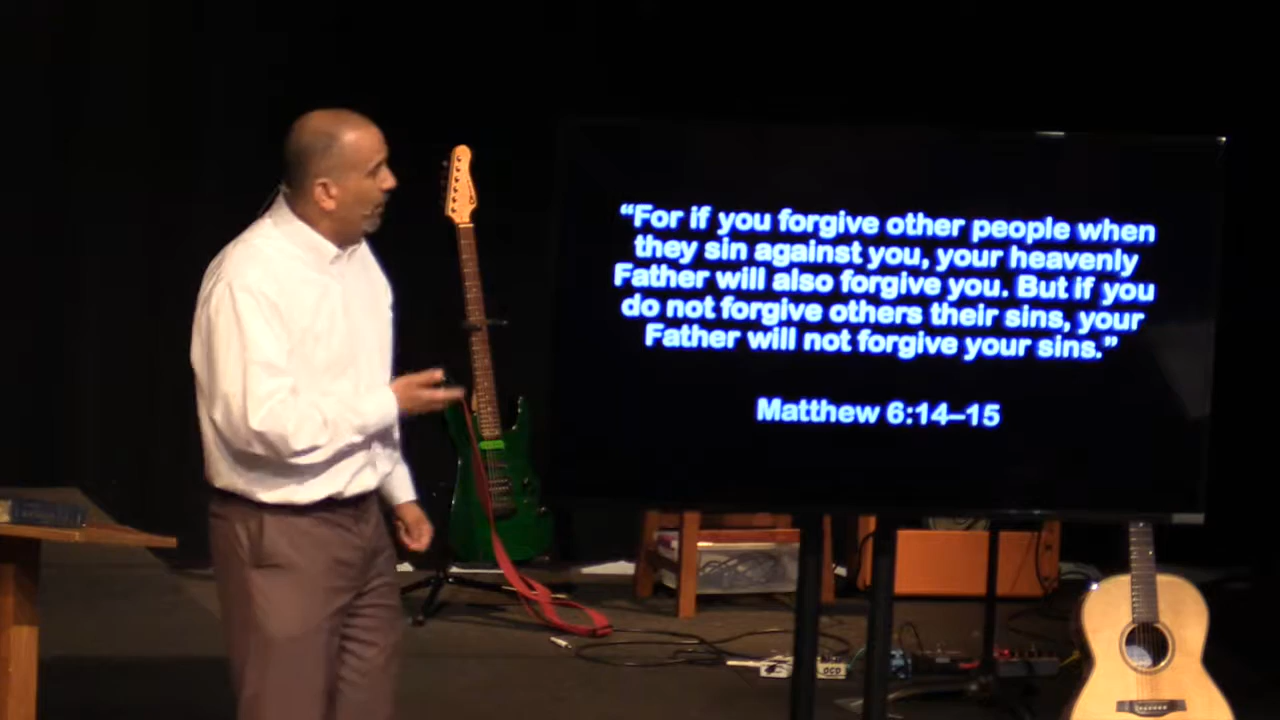 “For if you forgive other people when
they sin against you, your heavenly
Father will also forgive you. But if you
do not forgive others their sins, your
Father will not forgive your sins.”
Matthew 6:14–15